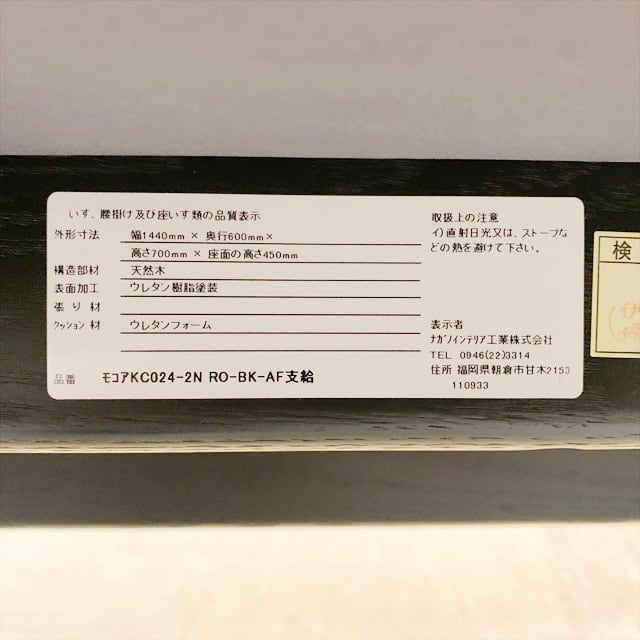 いす、腰掛け及び座いす類の品質表示
外形寸法 幅1440mm × 奥行600mm×
高さ700mm × 座面の高さ450mm
構造部材 天然木
表面加工 ウレタン樹脂塗装
張り材
クッション材 ウレタンフォーム
品番 モコアKC024-2N RO-BK-AF支給
取扱上の注意
イ)直射日光又は、ストーブな
どの熱を避けて下さい。
表示者
ナガノインテリア工業株式会社
TEL 0946(22)3314
住所 福岡県朝倉市甘木2153
110933
検